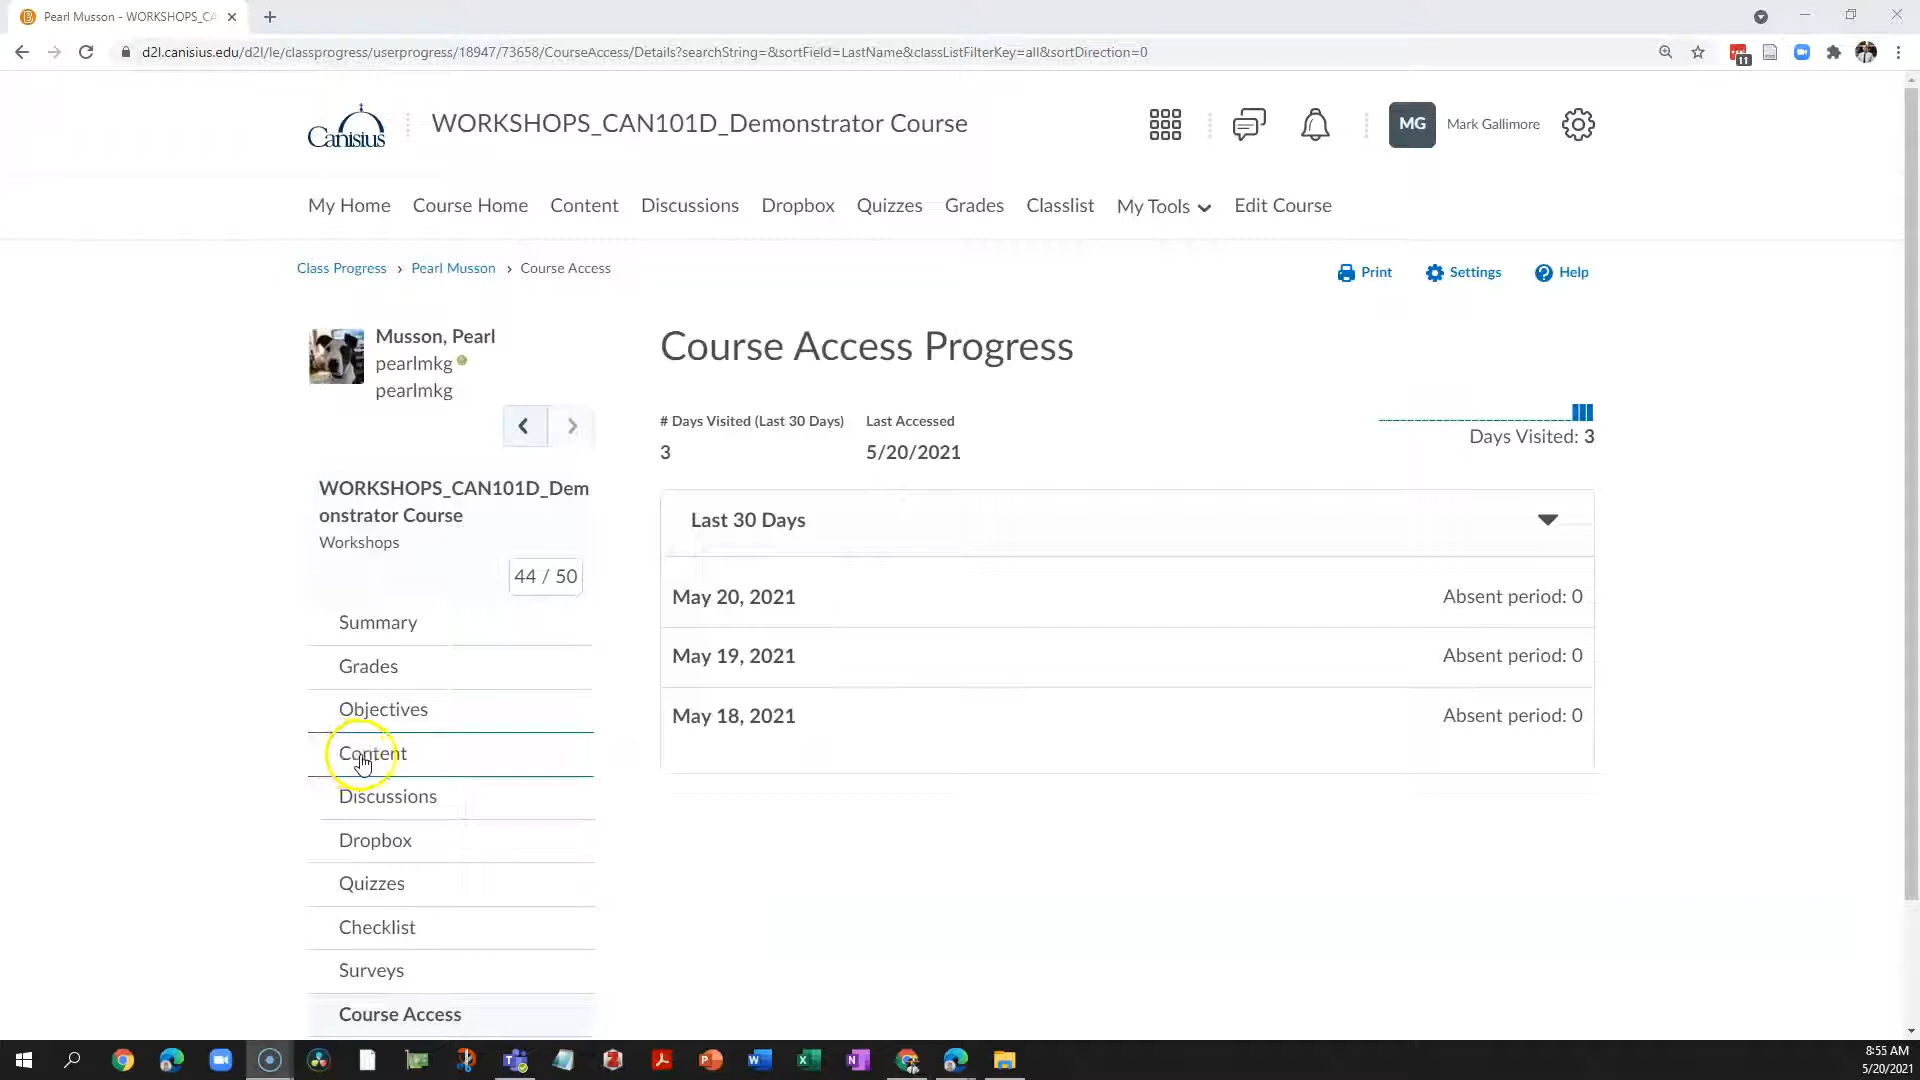 Pearl Musson - WORKSHOPS_CA
d2l.canisius.edu/d2l/le/classprogress/userprogress/18947/73658/CourseAccess/Details?searchString=&sortField=LastName&classListFilterKey=all&sortDirection=0
11
Canisius
WORKSHOPS_CAN101D_Demonstrator Course
MG
Mark Gallimore
My Home
Course Home
Content
Discussions
Dropbox
Quizzes
Grades
Classlist
My Tools
Edit Course
Class Progress › Pearl Musson › Course Access
Print
Settings
Help
Musson, Pearl
pearlmkg
pearlmkg
WORKSHOPS_CAN101D_Dem
onstrator Course
Workshops
44 / 50
Summary
Grades
Objectives
Content
Discussions
Dropbox
Quizzes
Checklist
Surveys
Course Access
Course Access Progress
# Days Visited (Last 30 Days)
3
Last Accessed
5/20/2021
Days Visited: 3
Last 30 Days
May 20, 2021
Absent period: 0
May 19, 2021
Absent period: 0
May 18, 2021
Absent period: 0
8:55 AM
5/20/2021